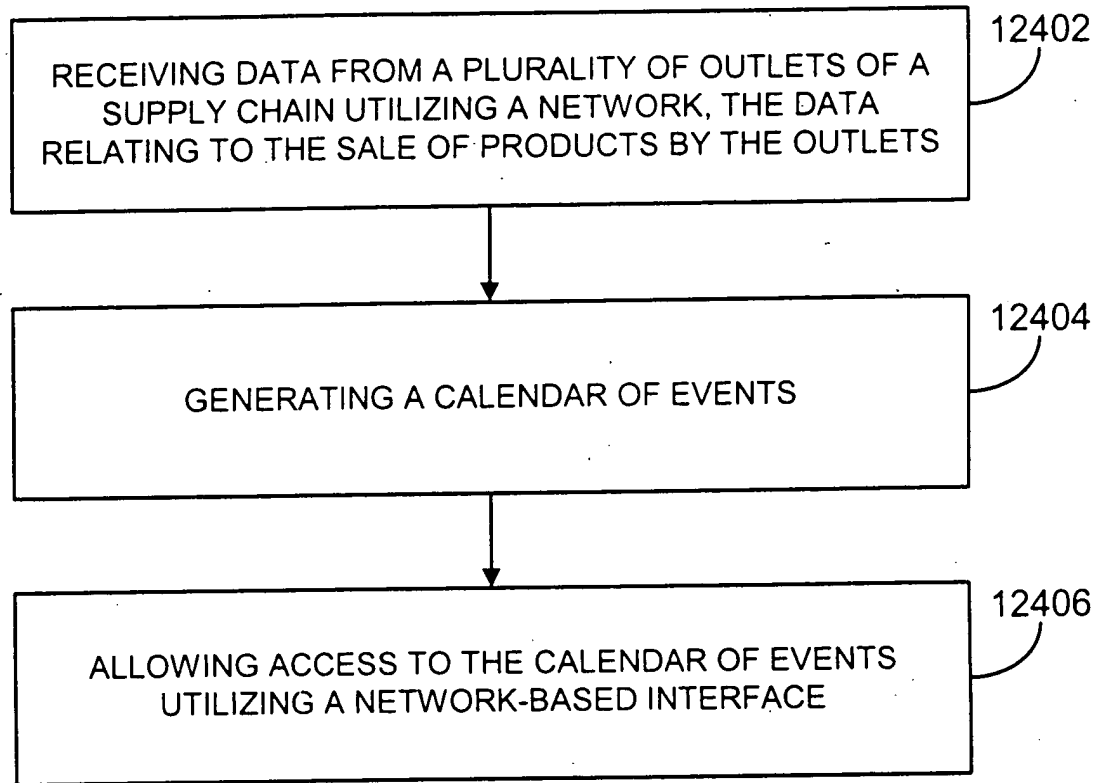 12402
RECEIVING DATA FROM A PLURALITY OF OUTLETS OF A
SUPPLY CHAIN UTILIZING A NETWORK, THE DATA
RELATING TO THE SALE OF PRODUCTS BY THE OUTLETS
12404
GENERATING A CALENDAR OF EVENTS
12406
ALLOWING ACCESS TO THE CALENDAR OF EVENTS
UTILIZING A NETWORK-BASED INTERFACE